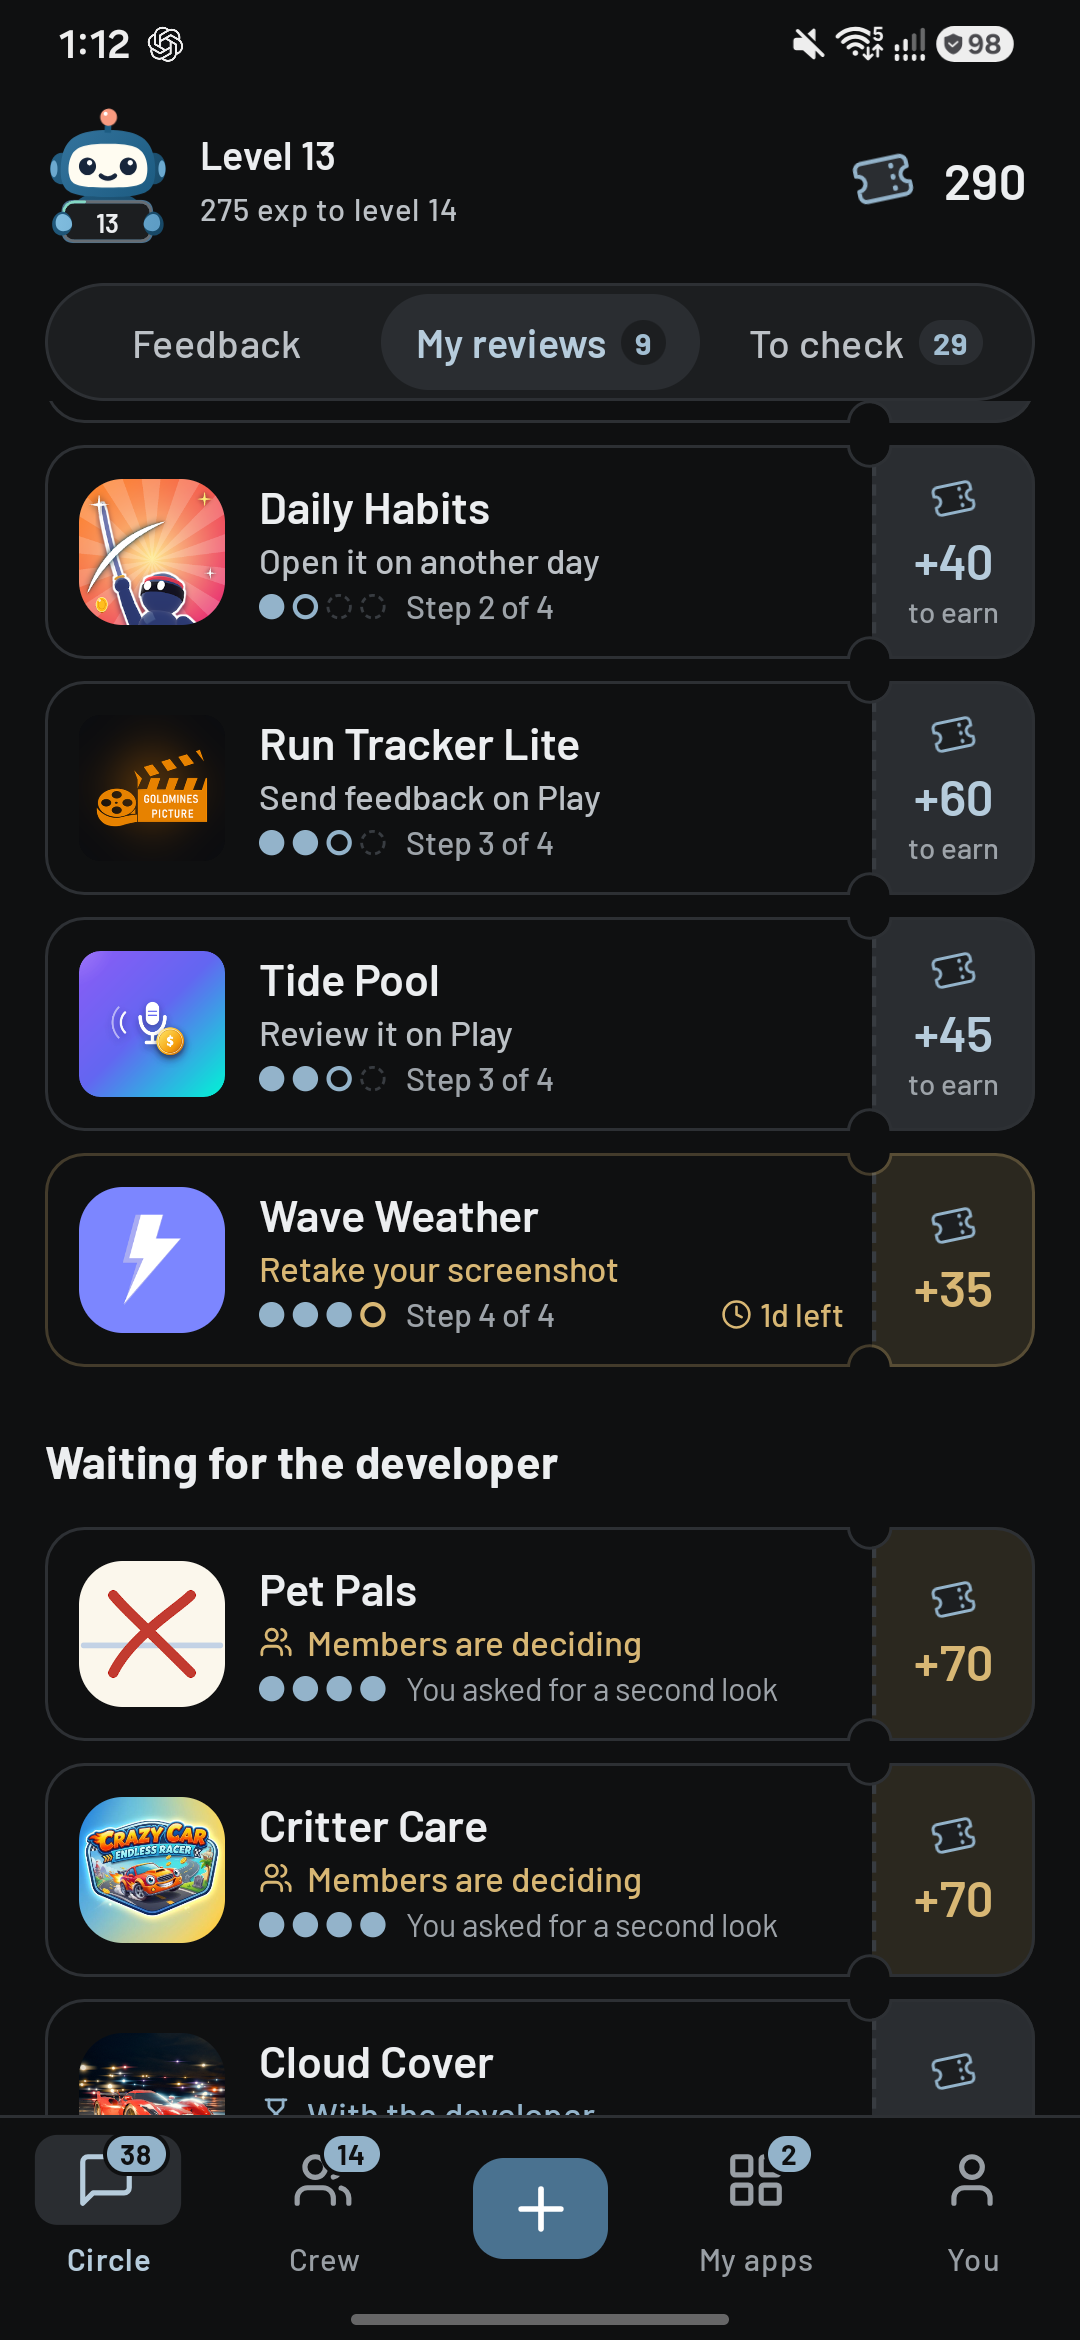 1:12
5
98
Level 13
275 exp to level 14
13
290
Feedback
My reviews 9
To check 29
Daily Habits
Open it on another day
Step 2 of 4
+40
to earn
GOLDMINES
PICTURE
Run Tracker Lite
Send feedback on Play
Step 3 of 4
+60
to earn
$
Tide Pool
Review it on Play
Step 3 of 4
+45
to earn
Wave Weather
Retake your screenshot
Step 4 of 4
1d left
+35
Waiting for the developer
Pet Pals
Members are deciding
You asked for a second look
+70
CRAZY CAR
ENDLESS RACER
Critter Care
Members are deciding
You asked for a second look
+70
Cloud Cover
With the developer
38
14
2
Circle
Crew
My apps
You